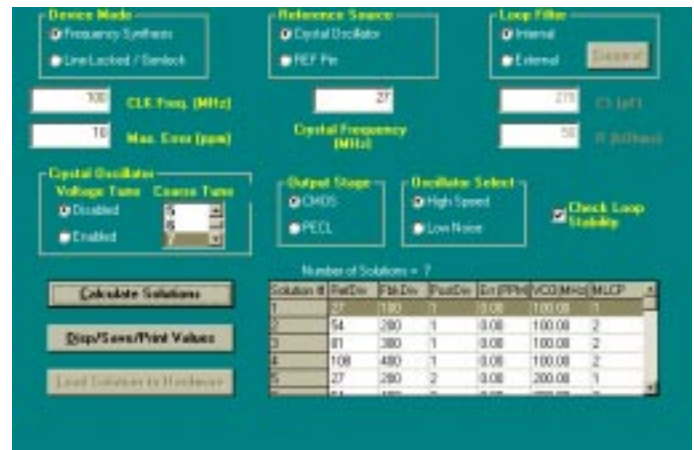 Device Mode
Frequency Synthesis
Line Locked / Genlock
Reference Source
Crystal Oscillator
REF Pin
Loop Filter
Internal
External
Suggest
100 CLK Freq. (MHz)
10 Max. Error (ppm)
27
Crystal Frequency
(MHz)
270
50
Crystal Oscillator
Voltage Tune Coarse Tune
Disabled
Enabled
5
6
7
Output Stage
CMOS
PECL
Oscillator Select
High Speed
Low Noise
Check Loop
Stability
Number of Solutions = 7
Calculate Solutions
Disp/Save/Print Values
Load Solution to Hardware
Solution # RefDiv FbkDiv PostDiv Err (PPM) VCO (MHz) MLCP
1 27 100 1 0.00 100.00 1
2 54 200 1 0.00 100.00 2
3 81 300 1 0.00 100.00 2
4 108 400 1 0.00 100.00 2
5 27 200 2 0.00 200.00 1